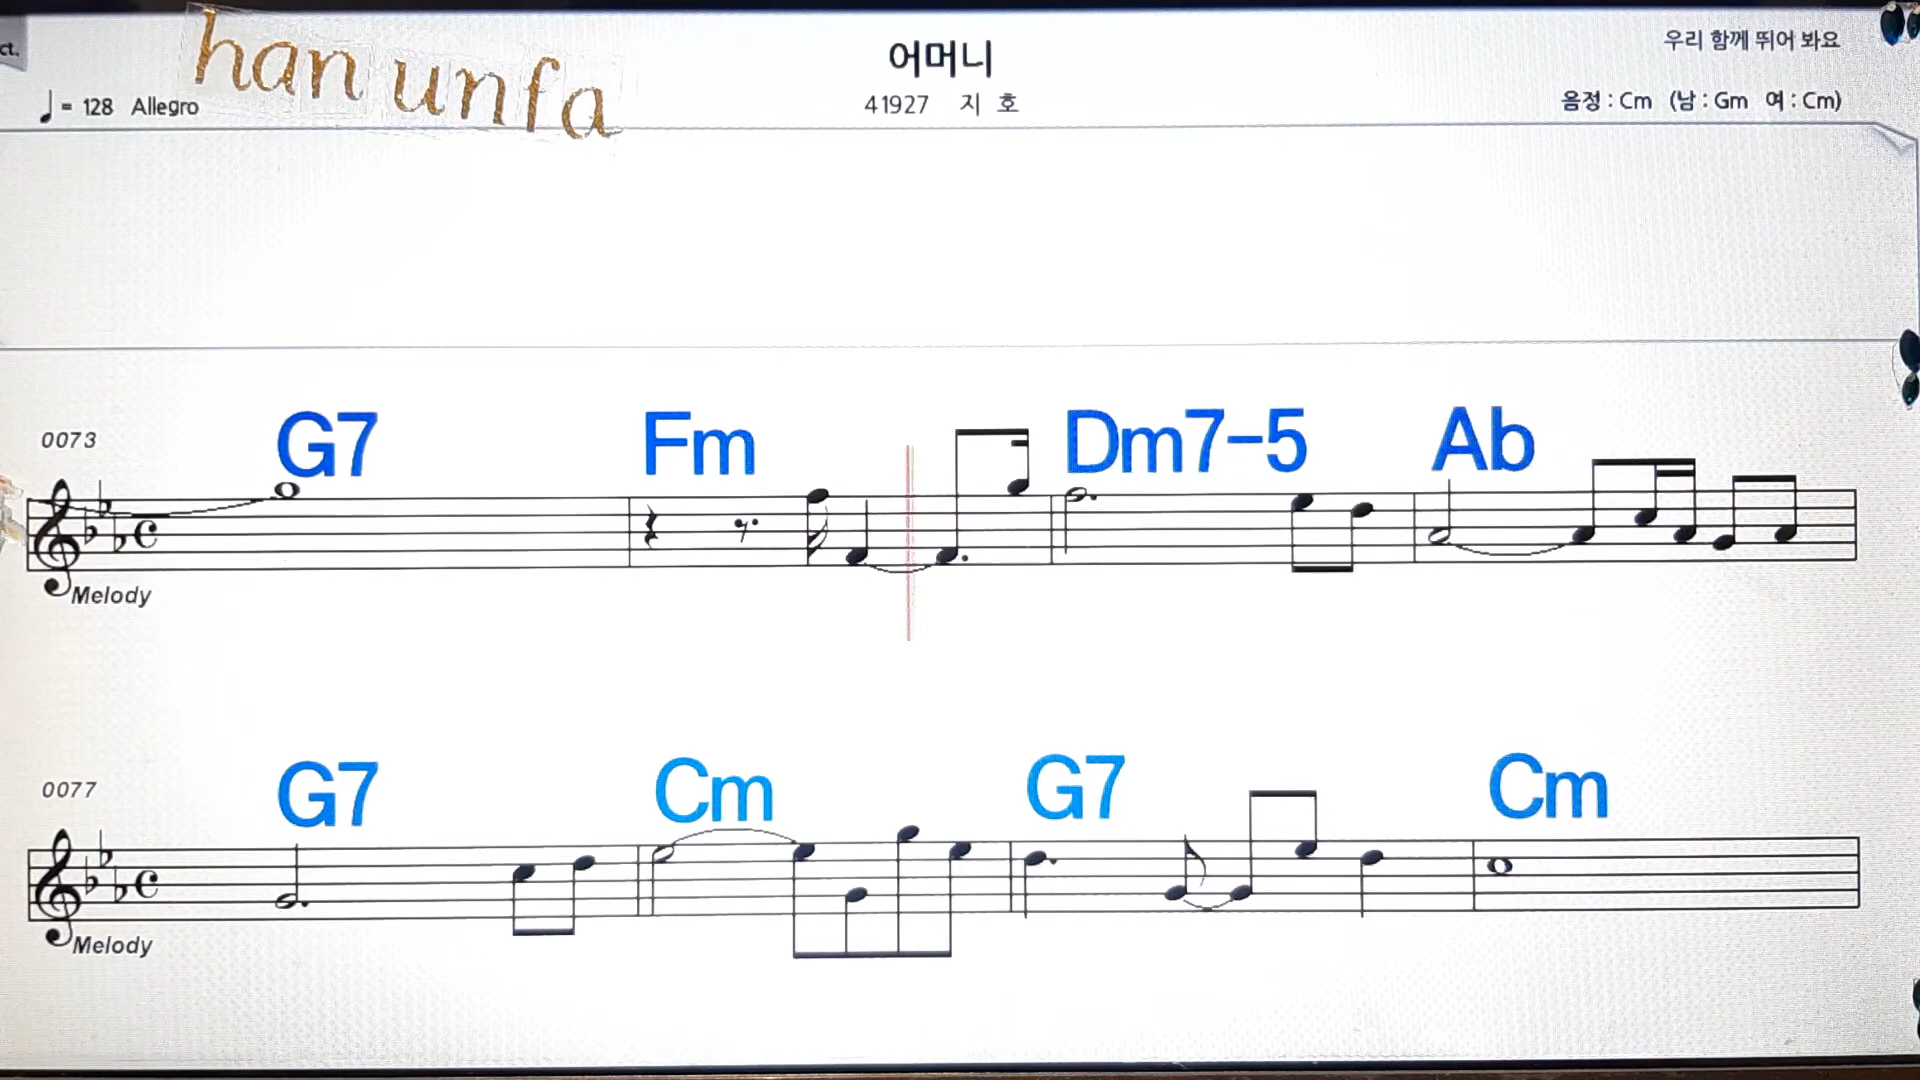 ct.
han unfa
어머니
우리 함께 뛰어 봐요
= 128 Allegro
41927 지 호
음정 : Cm (남 : Gm 여 : Cm)
0073 G7 Fm Dm7-5 Ab
Melody
0077 G7 Cm G7 Cm
Melody